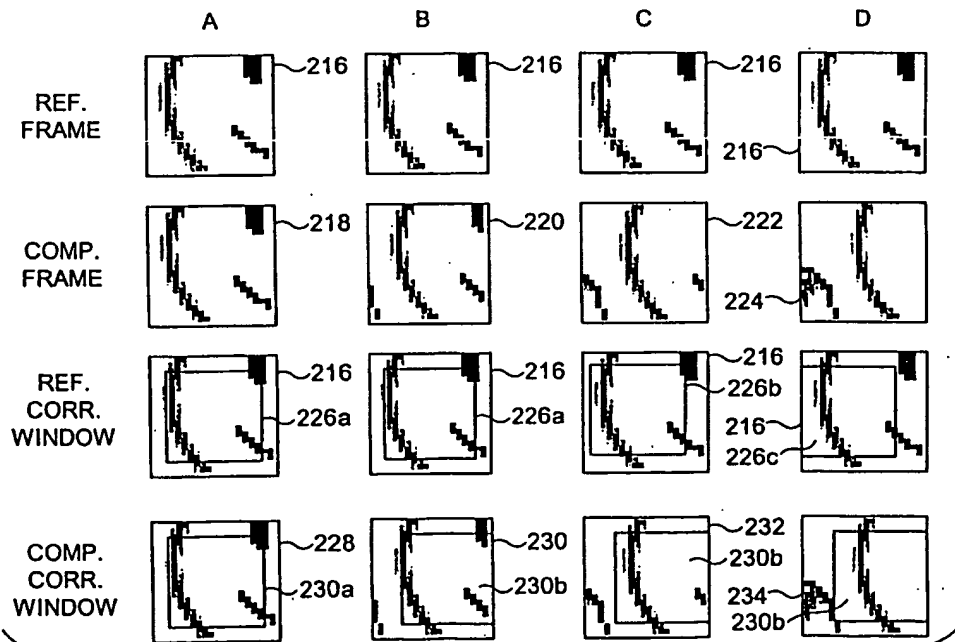 A B C D
REF.
FRAME
216 216 216 216
COMP.
FRAME
218 220 222 224
REF.
CORR.
WINDOW
216 216 216 216
226a 226a 226b 226c
COMP.
CORR.
WINDOW
228 230 232 234
230a 230b 230b 230b